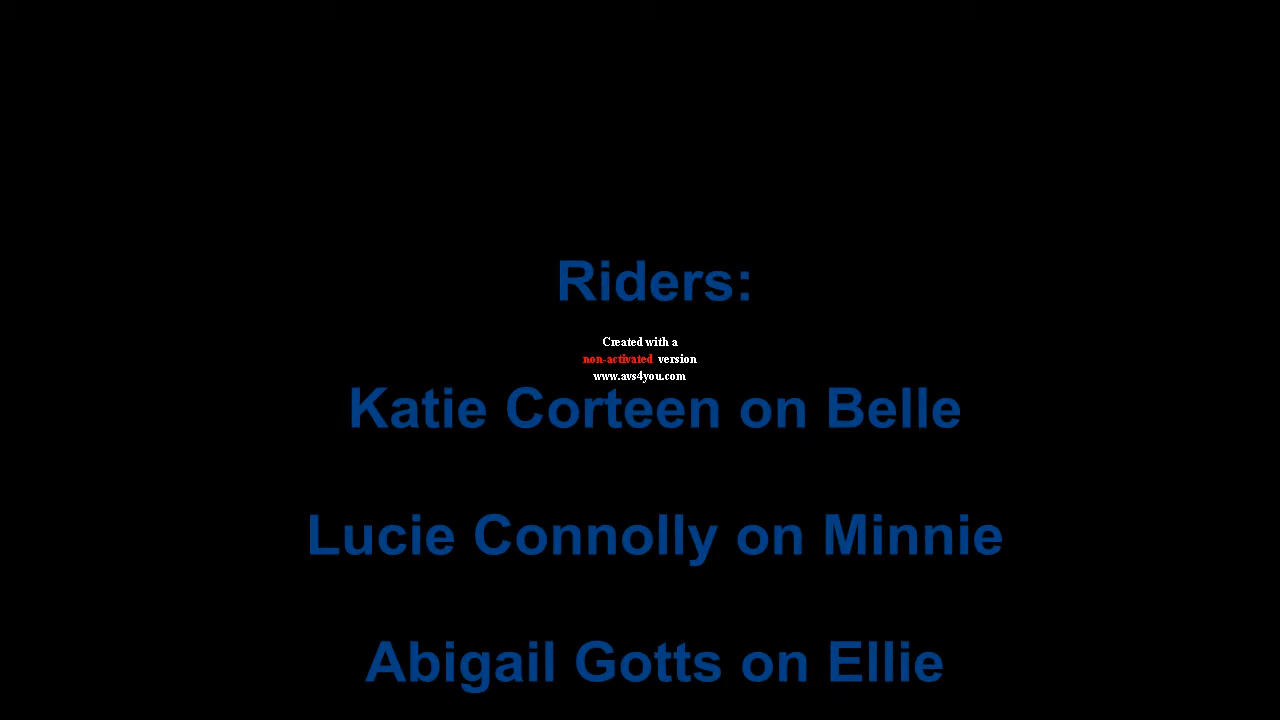 Riders:
Created with a
non-activated version
www.avs4you.com
Katie Corteen on Belle
Lucie Connolly on Minnie
Abigail Gotts on Ellie